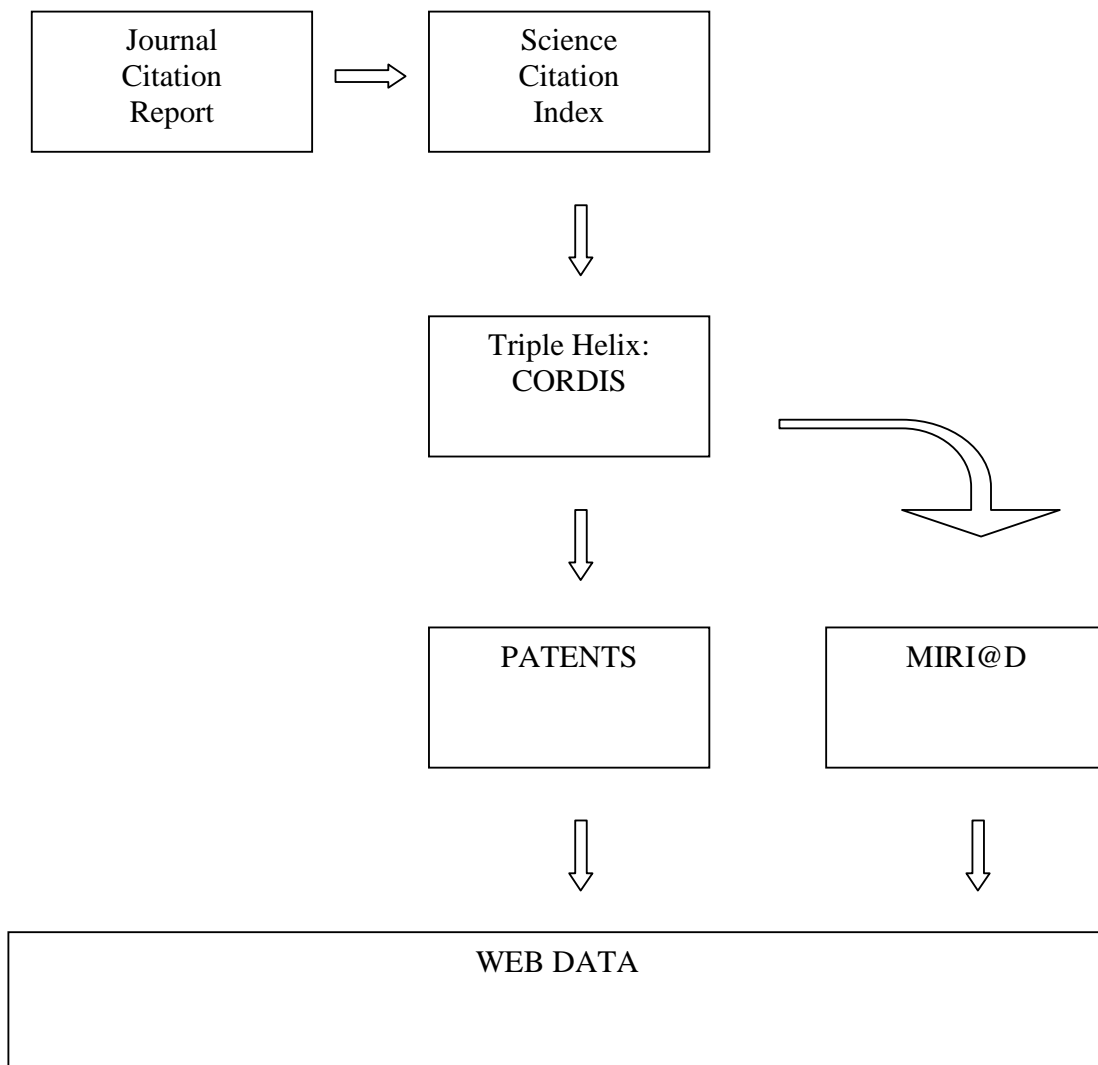 Journal
Citation
Report
Science
Citation
Index
Triple Helix:
CORDIS
PATENTS
MIRI@D
WEB DATA